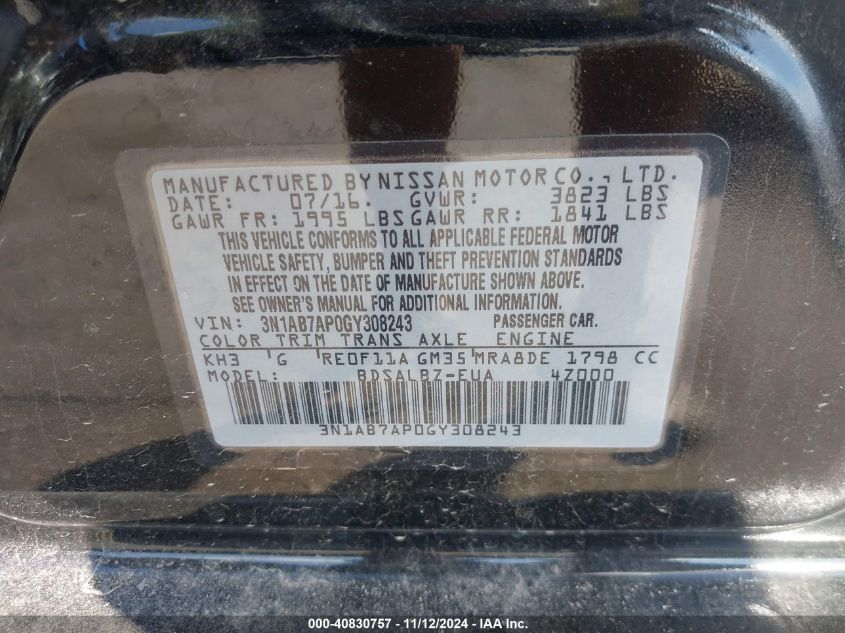 MANUFACTURED BY NISSAN MOTOR CO., LTD.
DATE: 07/16. GVWR: 3823 LBS
GAWR FR: 1995 LBS GAWR RR: 1841 LBS
THIS VEHICLE CONFORMS TO ALL APPLICABLE FEDERAL MOTOR
VEHICLE SAFETY, BUMPER AND THEFT PREVENTION STANDARDS
IN EFFECT ON THE DATE OF MANUFACTURE SHOWN ABOVE.
SEE OWNER'S MANUAL FOR ADDITIONAL INFORMATION.
VIN: 3N1AB7AP0GY308243 PASSENGER CAR.
COLOR TRIM TRANS AXLE ENGINE
KH3 G RE0F11A GM35 MRA8DE 1798 CC
MODEL: BDSALBZ-EUA 4Z000
3N1AB7AP0GY308243
000-40830757 - 11/12/2024 - IAA, Inc.